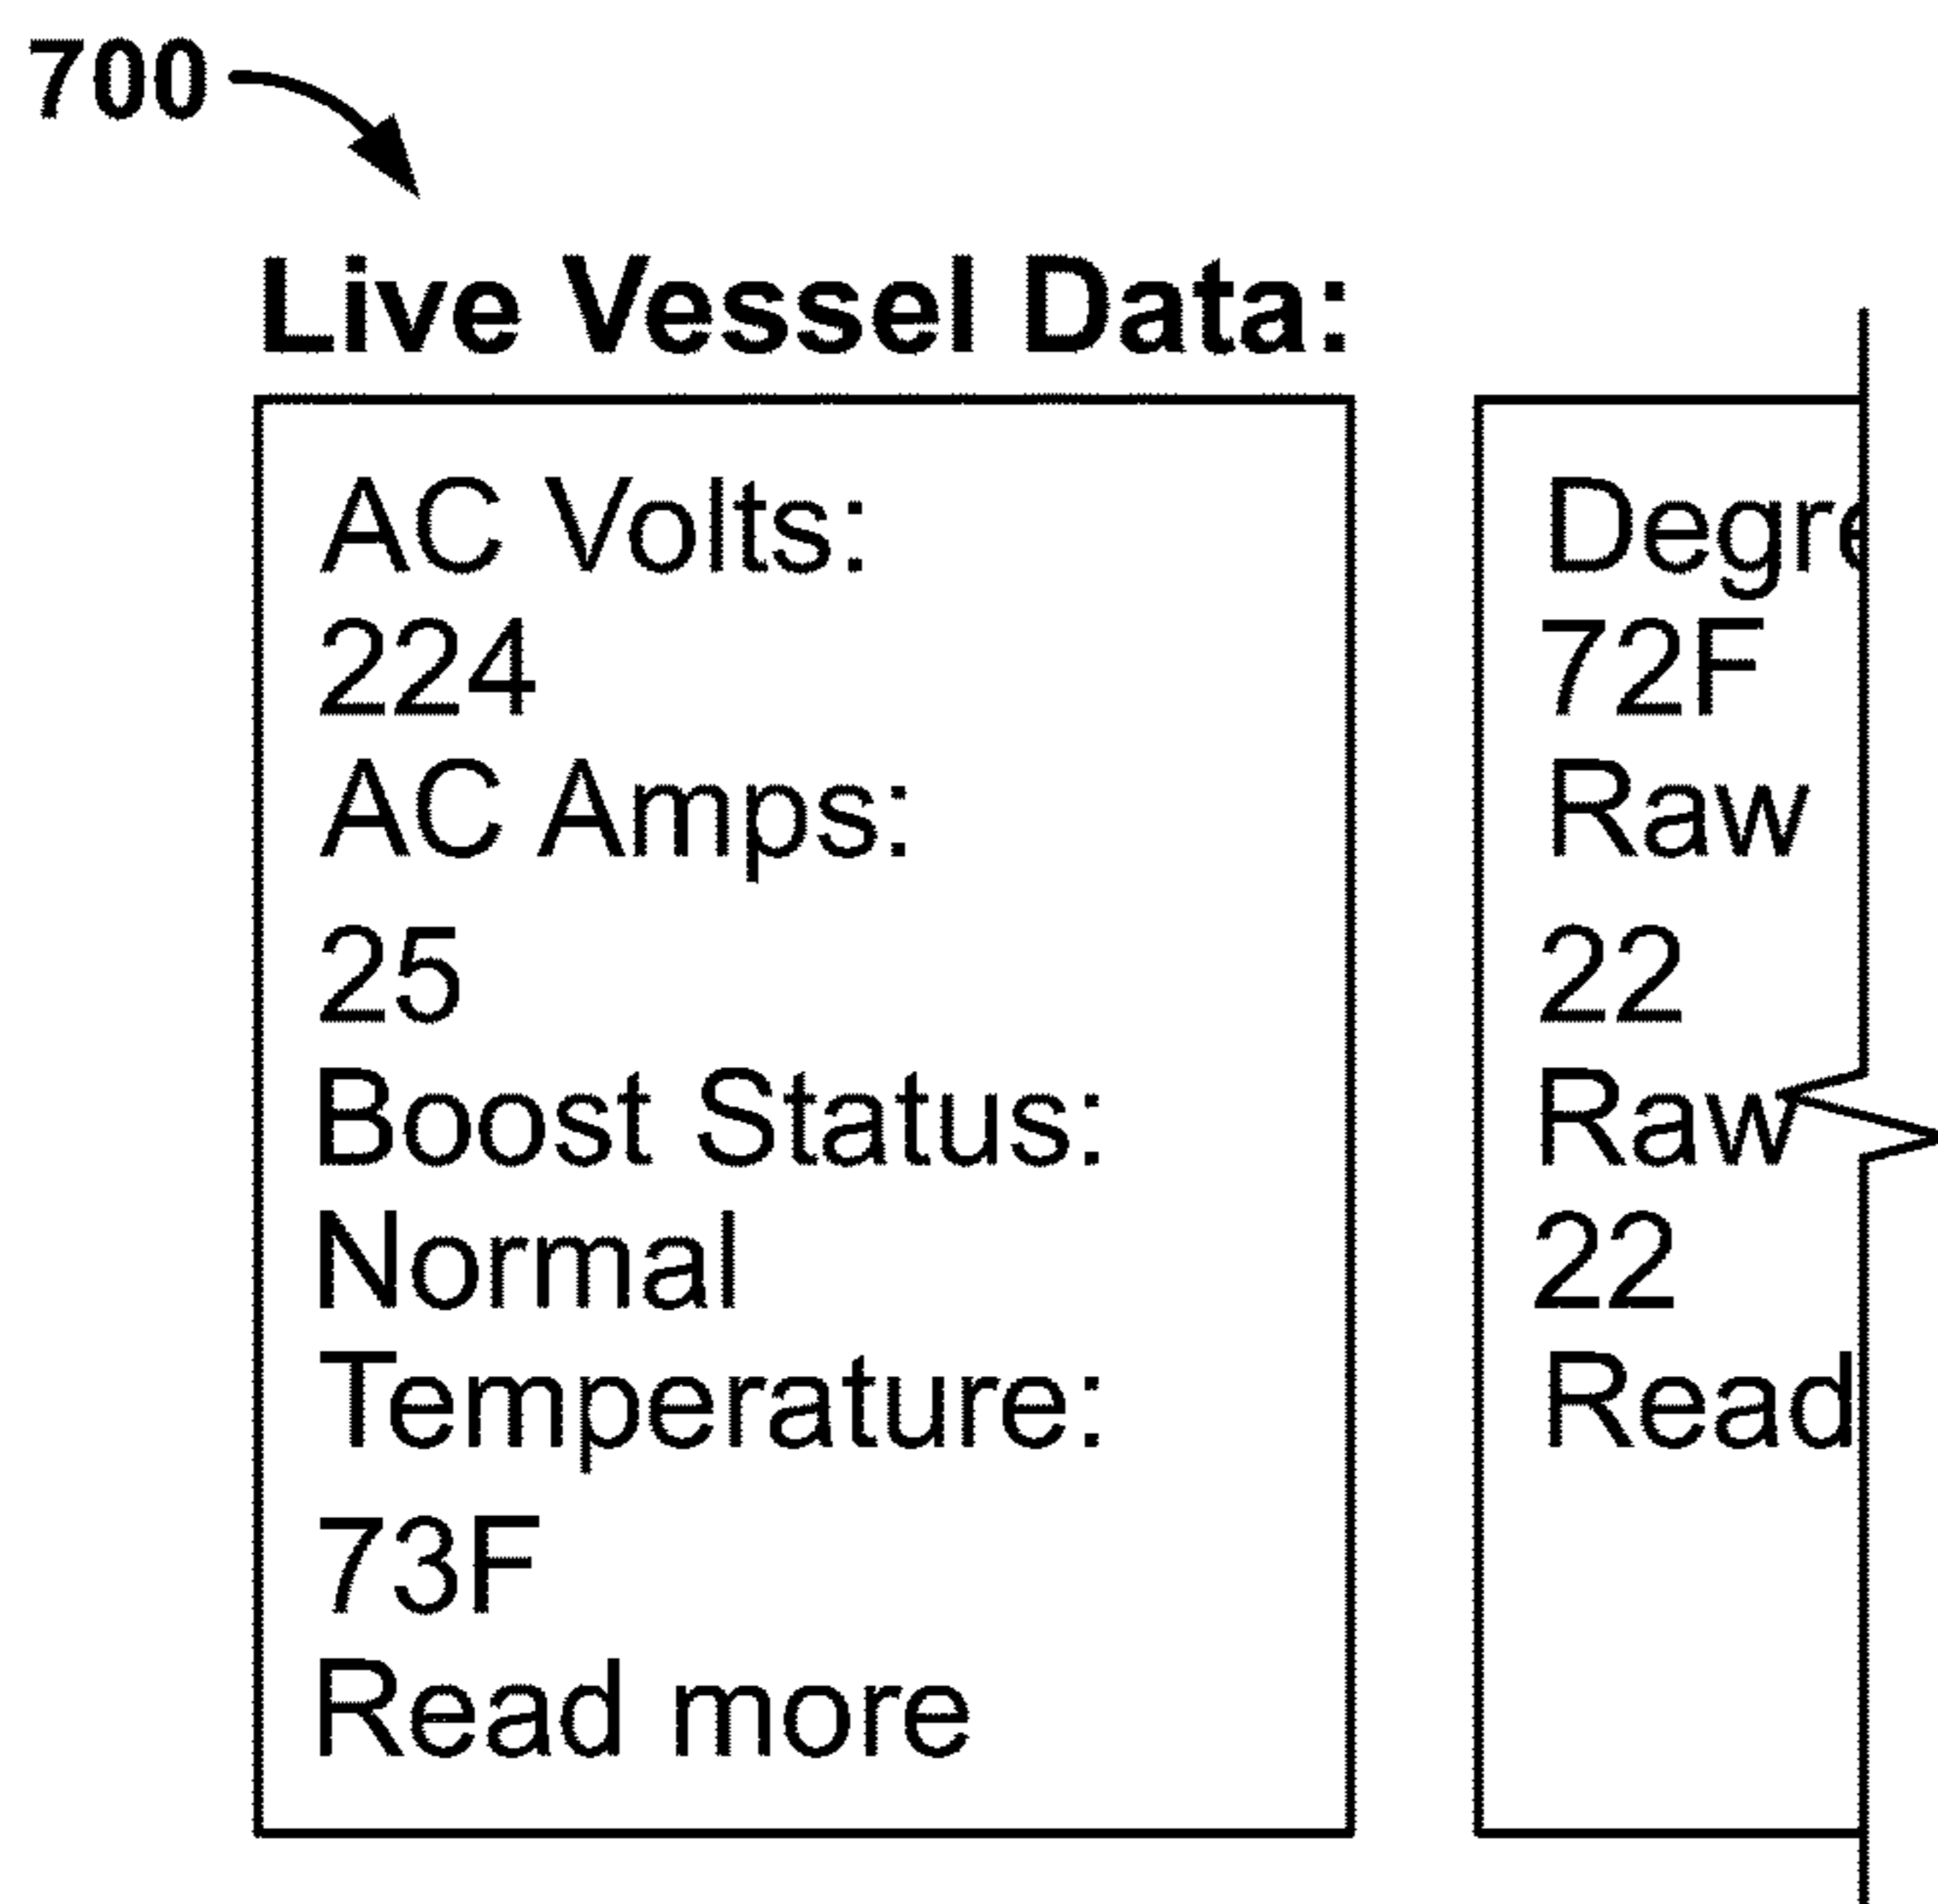 700
Live Vessel Data:
AC Volts:
224
AC Amps:
25
Boost Status:
Normal
Temperature:
73F
Read more
72F
Raw
22
Raw
22
Read